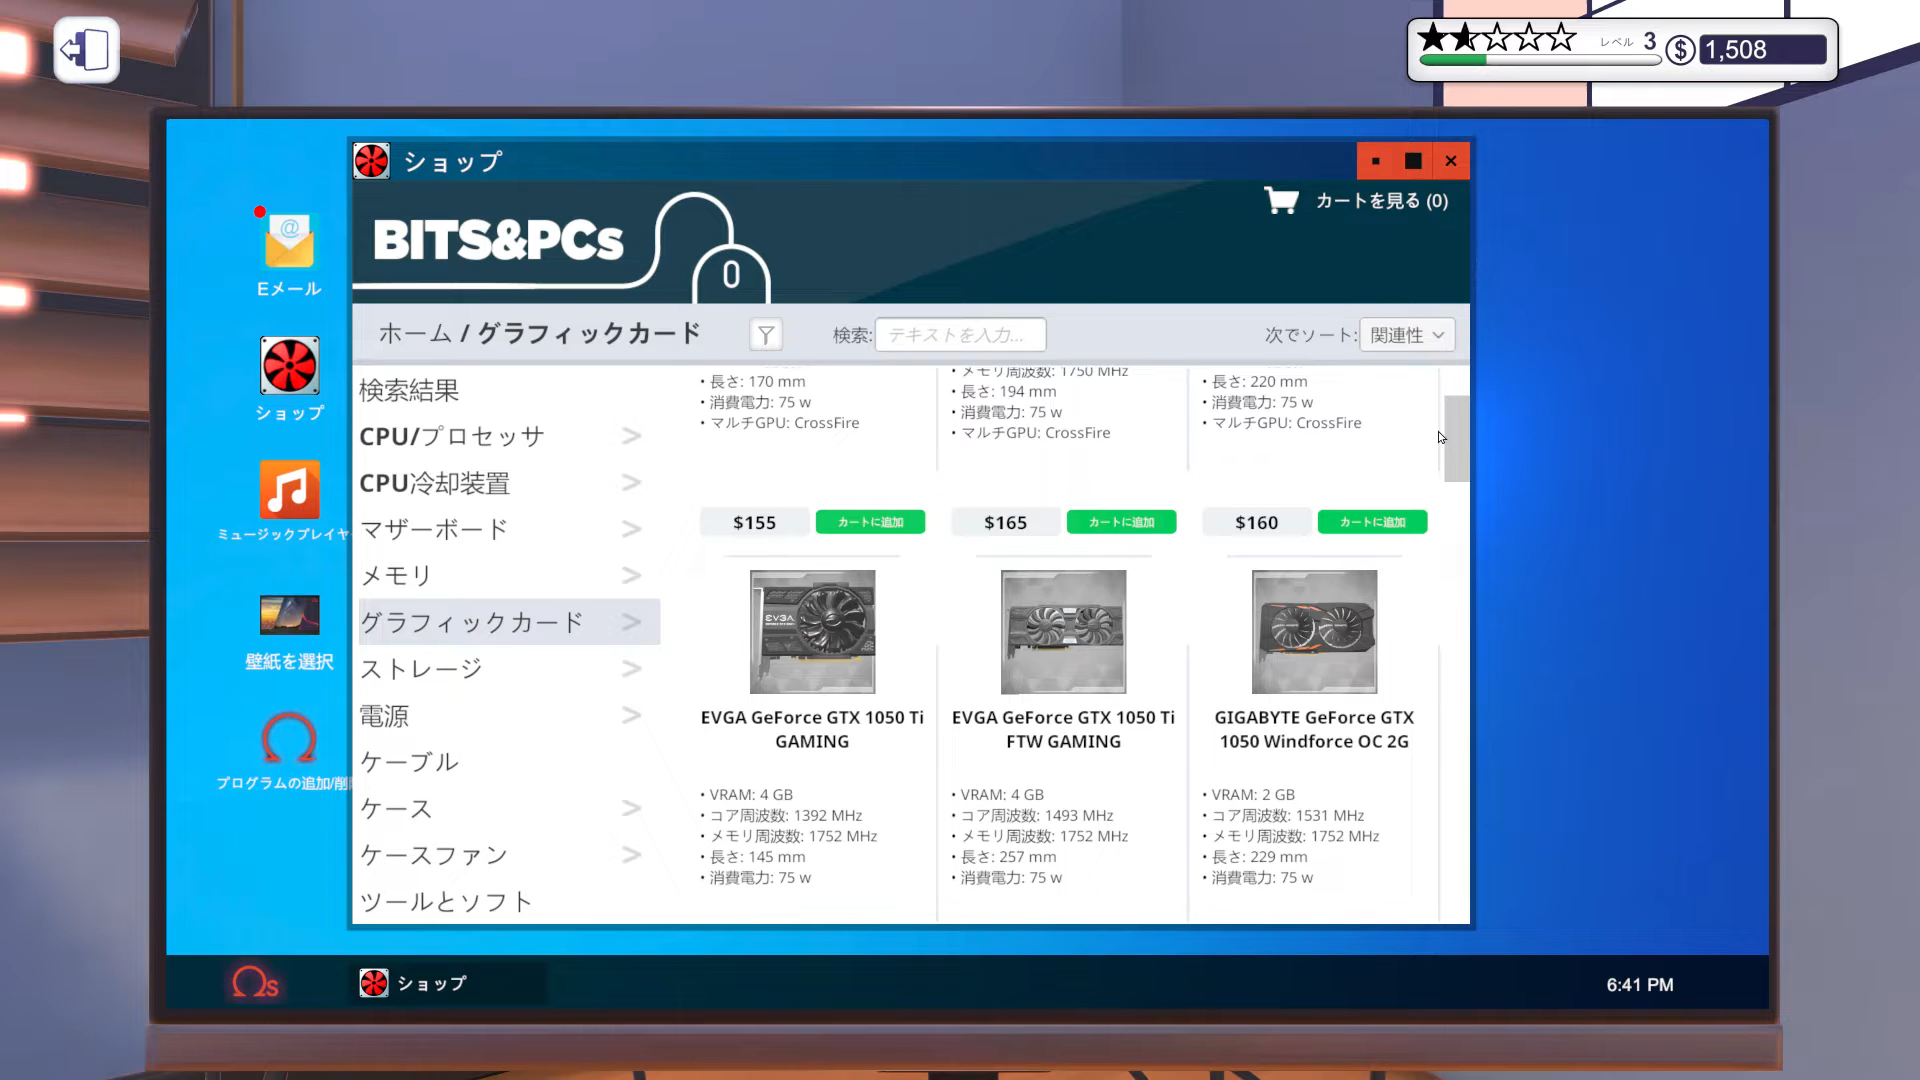 レベル 3 $ 1,508
ショップ
カートを見る (0)
BITS&PCs
Eメール
ホーム / グラフィックカード
検索: テキストを入力...
次でソート: 関連性
検索結果
CPU/プロセッサ >
CPU冷却装置 >
マザーボード >
メモリ >
グラフィックカード >
ストレージ >
電源 >
ケーブル
ケース >
ケースファン >
ツールとソフト
ショップ
ミュージックプレイヤ
壁紙を選択
プログラムの追加/削
• 長さ: 170 mm
• 消費電力: 75 w
• マルチGPU: CrossFire
$155 カートに追加
• メモリ周波数: 1750 MHz
• 長さ: 194 mm
• 消費電力: 75 w
• マルチGPU: CrossFire
$165 カートに追加
• 長さ: 220 mm
• 消費電力: 75 w
• マルチGPU: CrossFire
$160 カートに追加
EVGA
EVGA GeForce GTX 1050 Ti
GAMING
• VRAM: 4 GB
• コア周波数: 1392 MHz
• メモリ周波数: 1752 MHz
• 長さ: 145 mm
• 消費電力: 75 w
EVGA GeForce GTX 1050 Ti
FTW GAMING
• VRAM: 4 GB
• コア周波数: 1493 MHz
• メモリ周波数: 1752 MHz
• 長さ: 257 mm
• 消費電力: 75 w
GIGABYTE GeForce GTX
1050 Windforce OC 2G
• VRAM: 2 GB
• コア周波数: 1531 MHz
• メモリ周波数: 1752 MHz
• 長さ: 229 mm
• 消費電力: 75 w
Ωs
ショップ
6:41 PM